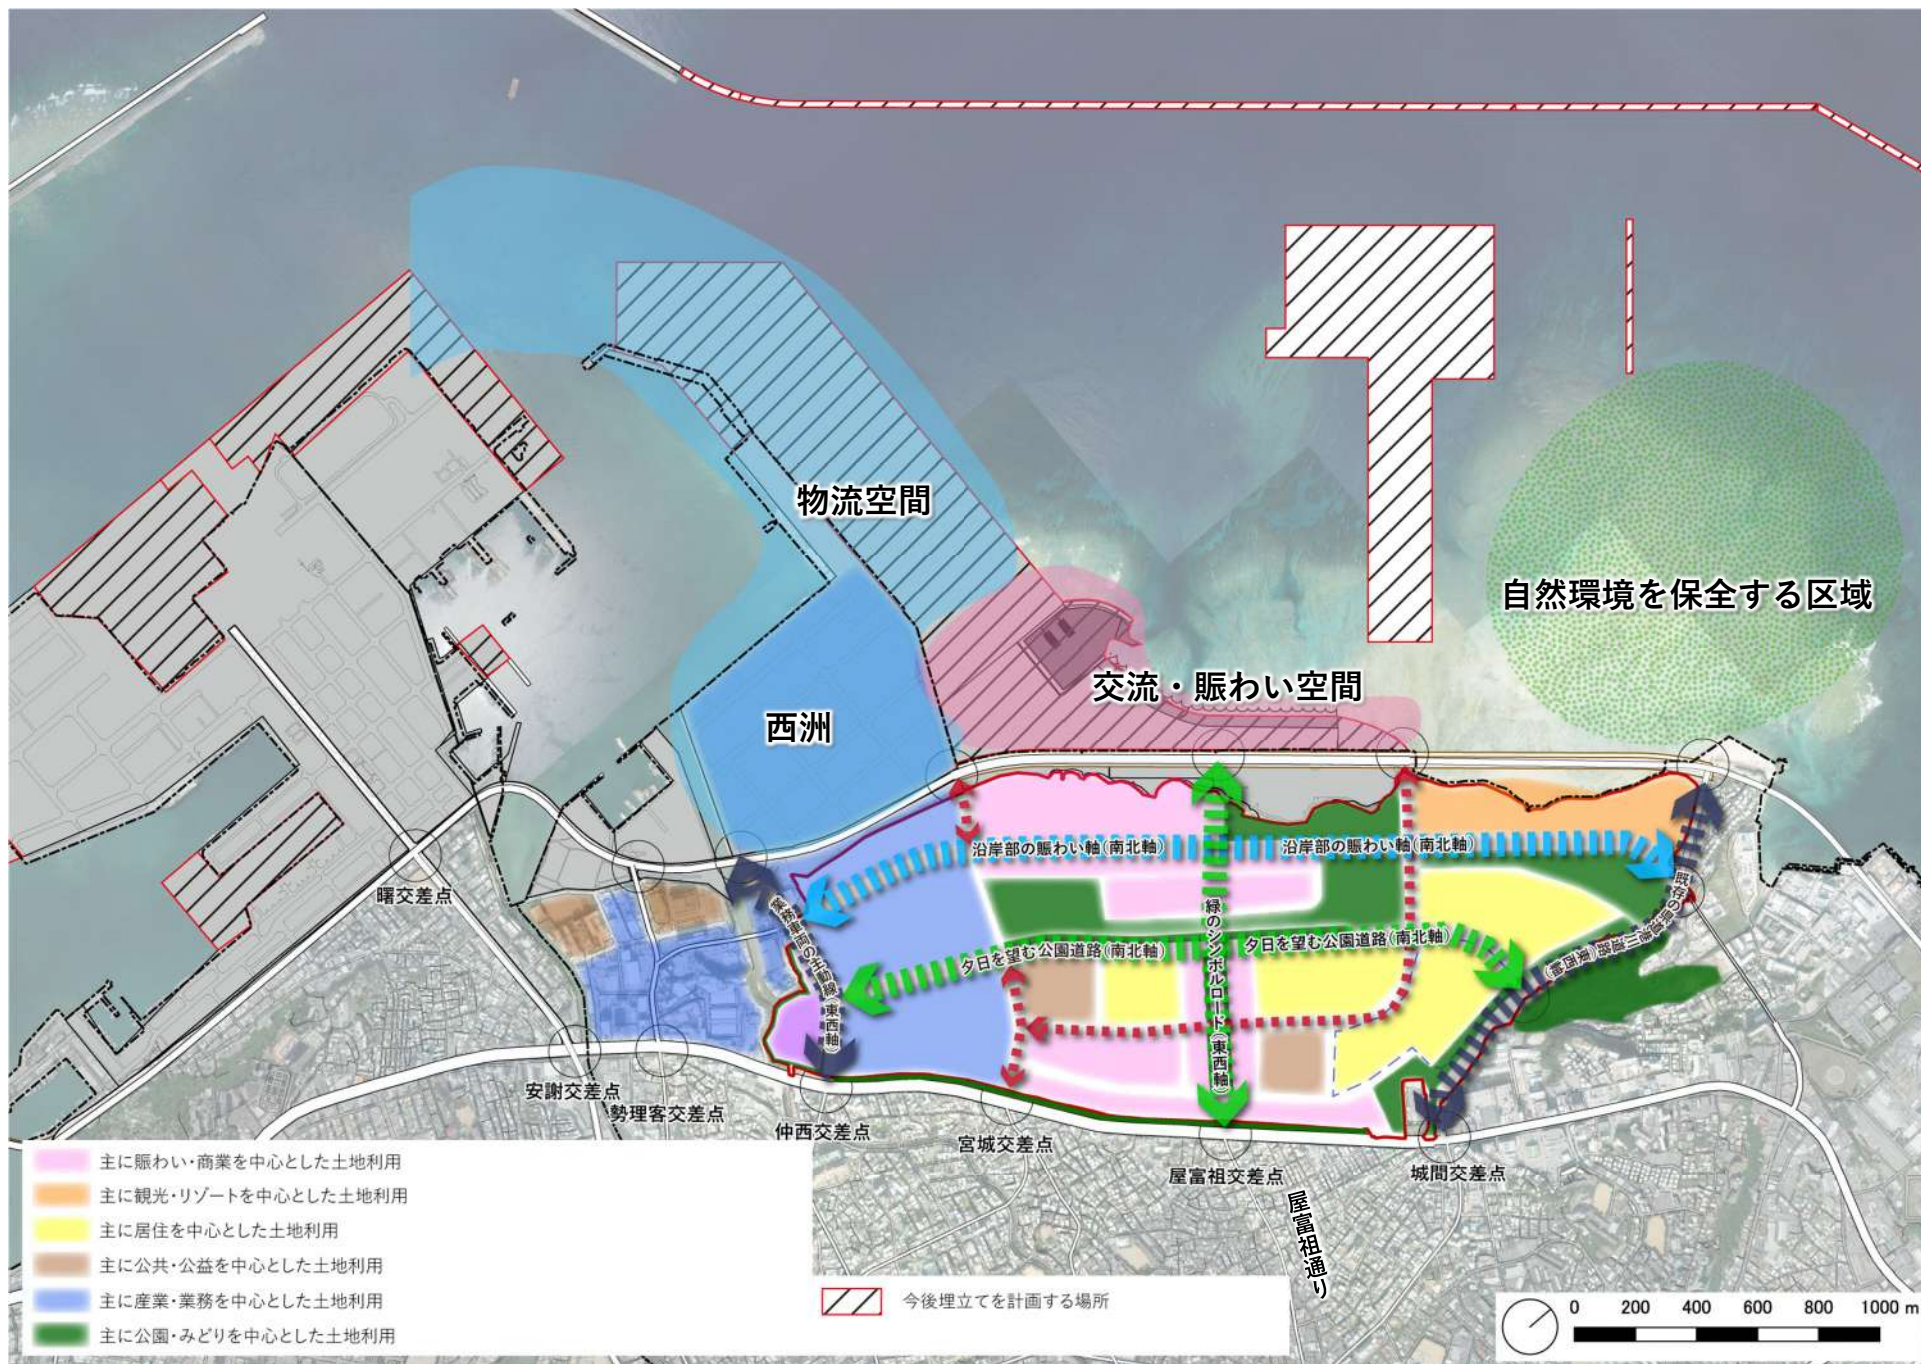 物流空間
自然環境を保全する区域
交流・賑わい空間
西洲
沿岸部の賑わい軸(南北軸)
沿岸部の賑わい軸(南北軸)
曙交差点
業務車両の主動線(東西軸)
緑のシンボルロード(東西軸)
夕日を望む公園道路(南北軸)
夕日を望む公園道路(南北軸)
安謝交差点
勢理客交差点
仲西交差点
宮城交差点
屋富祖交差点
城間交差点
屋富祖通り
主に賑わい・商業を中心とした土地利用
主に観光・リゾートを中心とした土地利用
主に居住を中心とした土地利用
主に公共・公益を中心とした土地利用
主に産業・業務を中心とした土地利用
主に公園・みどりを中心とした土地利用
今後埋立てを計画する場所
0 200 400 600 800 1000 m